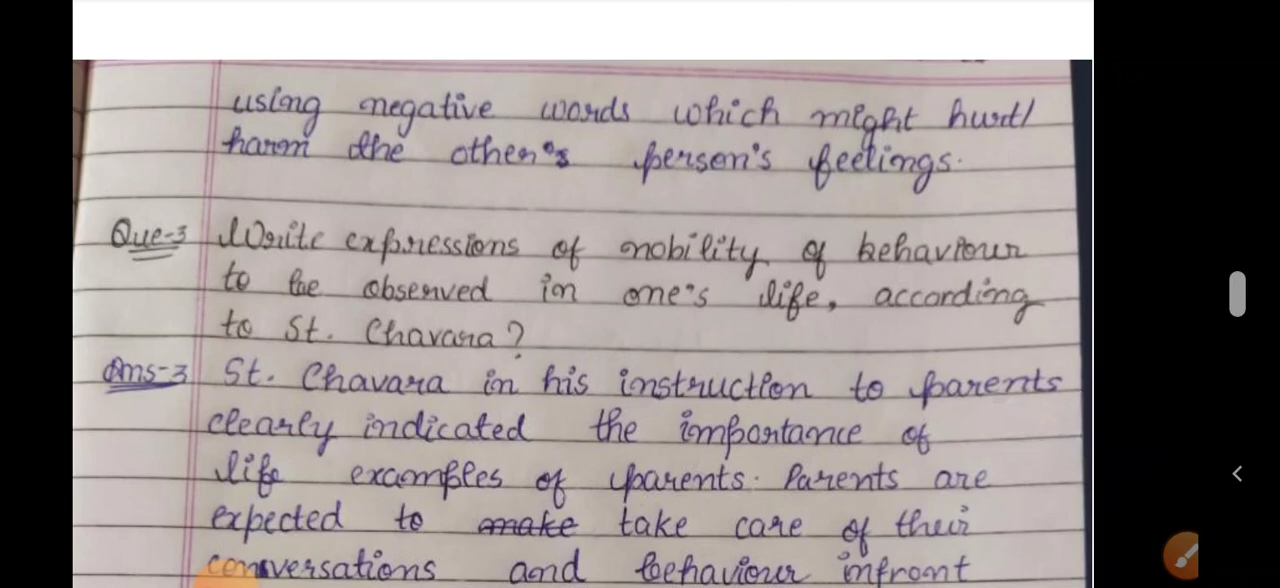 using negative words which might hurt/
harm the other's person's feelings.
Que-3 Write expressions of nobility of behaviour
to be observed in one's life, according
to St. Chavara?
Ans-3 St. Chavara in his instruction to parents
clearly indicated the importance of
life examples of parents. Parents are
expected to make take care of their
conversations and behaviour infront